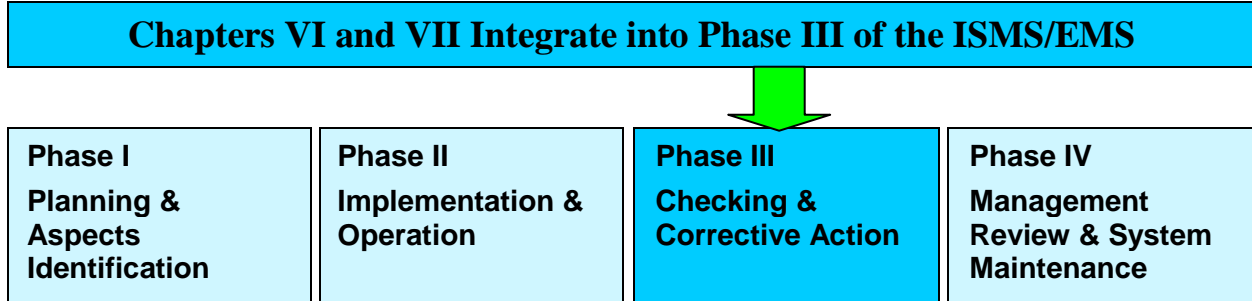 Chapters VI and VII Integrate into Phase III of the ISMS/EMS
Phase I
Planning &
Aspects
Identification
Phase II
Implementation &
Operation
Phase III
Checking &
Corrective Action
Phase IV
Management
Review & System
Maintenance